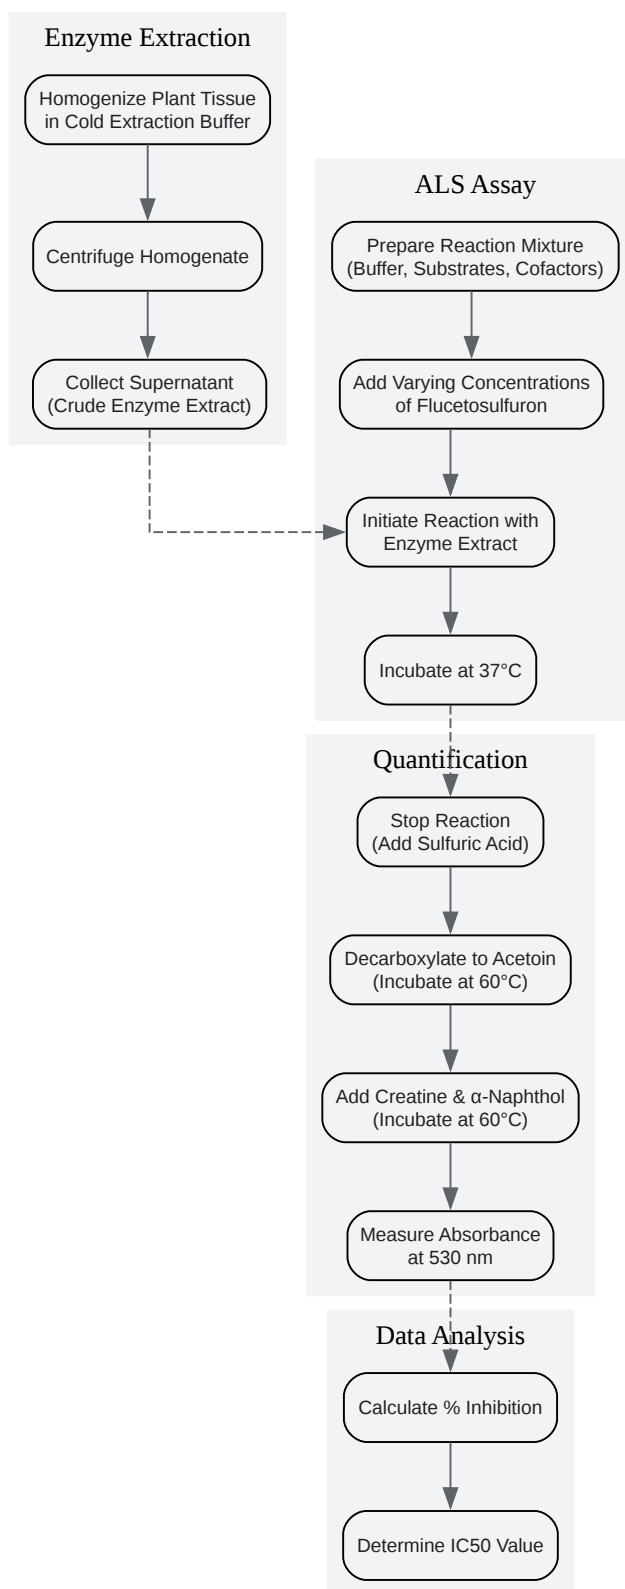 Enzyme Extraction
Homogenize Plant Tissue
in Cold Extraction Buffer
Centrifuge Homogenate
Collect Supernatant
(Crude Enzyme Extract)
ALS Assay
Prepare Reaction Mixture
(Buffer, Substrates, Cofactors)
Add Varying Concentrations
of Flucetosulfuron
Initiate Reaction with
Enzyme Extract
Incubate at 37°C
Quantification
Stop Reaction
(Add Sulfuric Acid)
Decarboxylate to Acetoin
(Incubate at 60°C)
Add Creatine & α-Naphthol
(Incubate at 60°C)
Measure Absorbance
at 530 nm
Data Analysis
Calculate % Inhibition
Determine IC50 Value